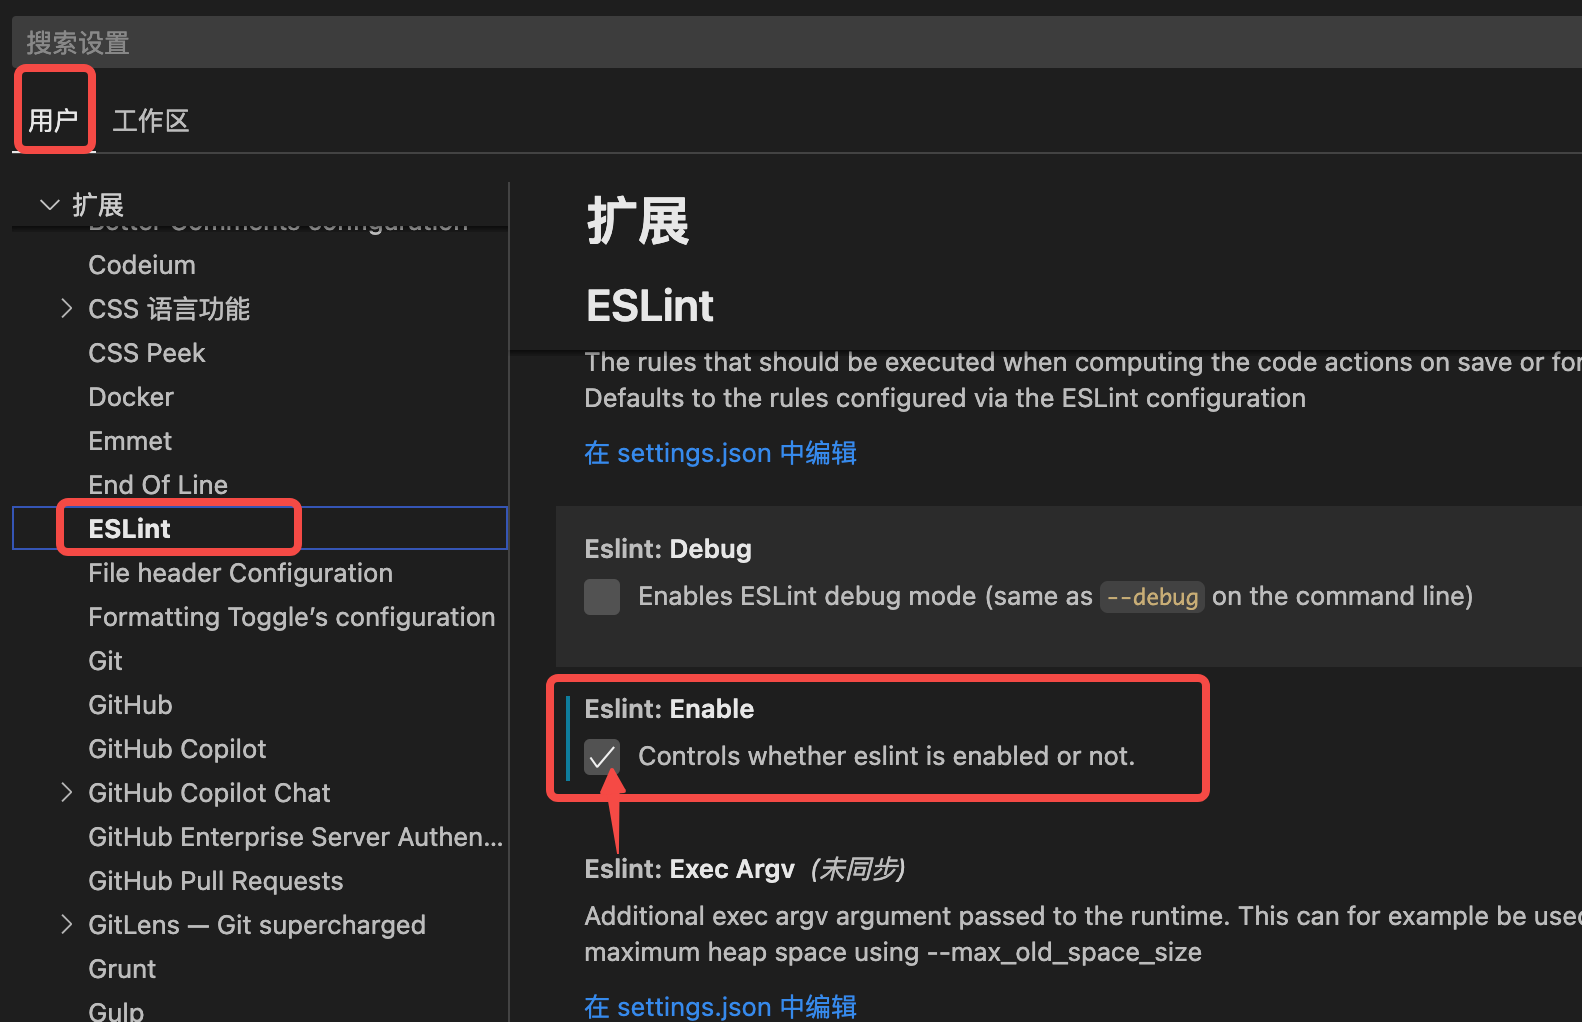 搜索设置
用户
工作区
扩展
Better Comments configuration
Codeium
CSS 语言功能
CSS Peek
Docker
Emmet
End Of Line
ESLint
File header Configuration
Formatting Toggle’s configuration
Git
GitHub
GitHub Copilot
GitHub Copilot Chat
GitHub Enterprise Server Authen...
GitHub Pull Requests
GitLens — Git supercharged
Grunt
Gulp
扩展
ESLint
The rules that should be executed when computing the code actions on save or for
Defaults to the rules configured via the ESLint configuration
在 settings.json 中编辑
Eslint: Debug
Enables ESLint debug mode (same as --debug on the command line)
Eslint: Enable
Controls whether eslint is enabled or not.
Eslint: Exec Argv (未同步)
Additional exec argv argument passed to the runtime. This can for example be used
maximum heap space using --max_old_space_size
在 settings.json 中编辑